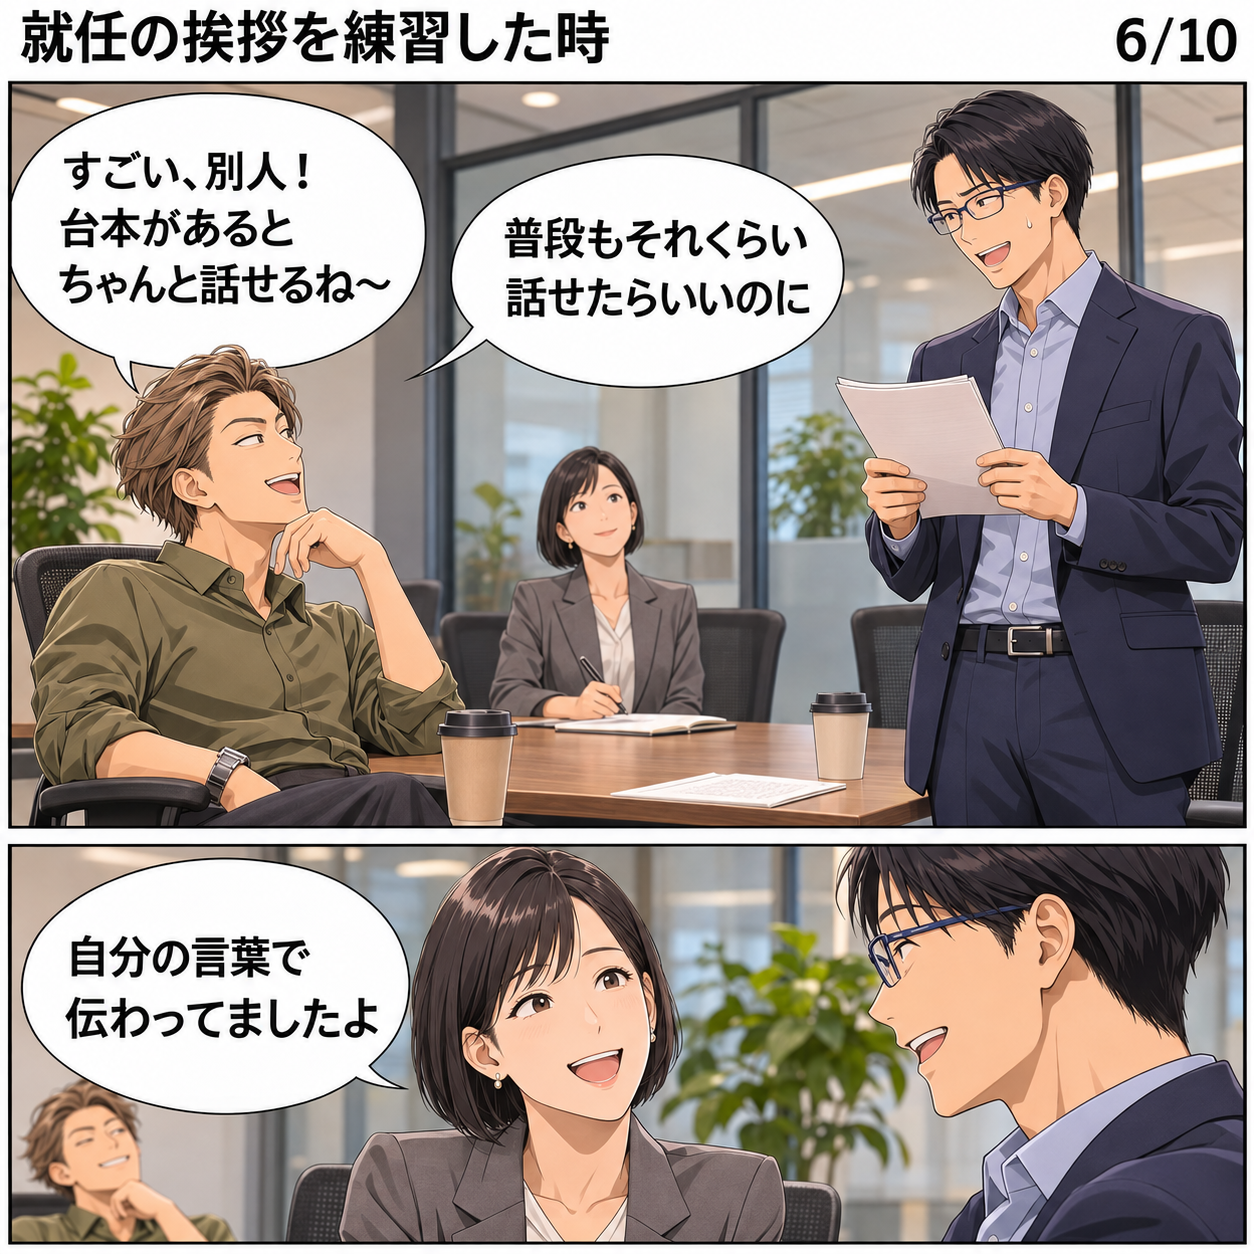 就任の挨拶を練習した時
6/10
すごい、別人！
台本があると
ちゃんと話せるね〜
普段もそれくらい
話せたらいいのに
自分の言葉で
伝わってましたよ